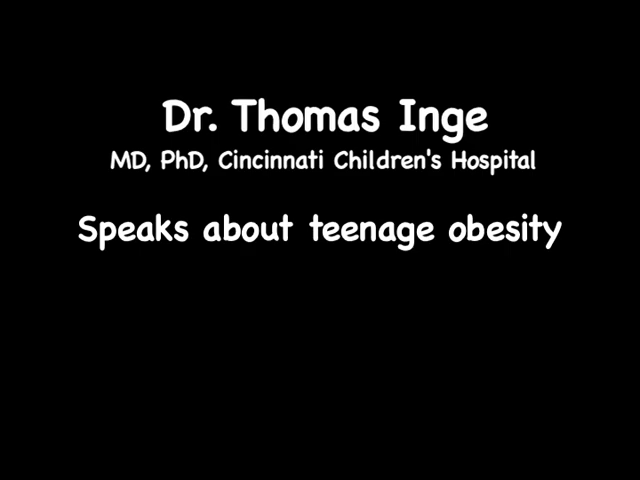 Dr. Thomas Inge
MD, PhD, Cincinnati Children's Hospital
Speaks about teenage obesity